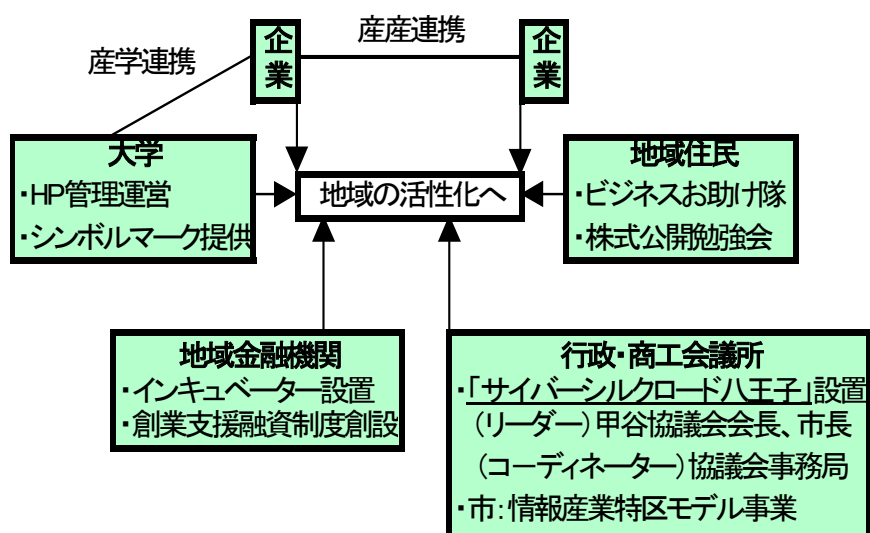 産産連携
産学連携
企
業
企
業
大学
・HP管理運営
・シンボルマーク提供
地域の活性化へ
地域住民
・ビジネスお助け隊
・株式公開勉強会
地域金融機関
・インキュベーター設置
・創業支援融資制度創設
行政・商工会議所
・「サイバーシルクロード八王子」設置
(リーダー)甲谷協議会会長、市長
(コーディネーター)協議会事務局
・市:情報産業特区モデル事業